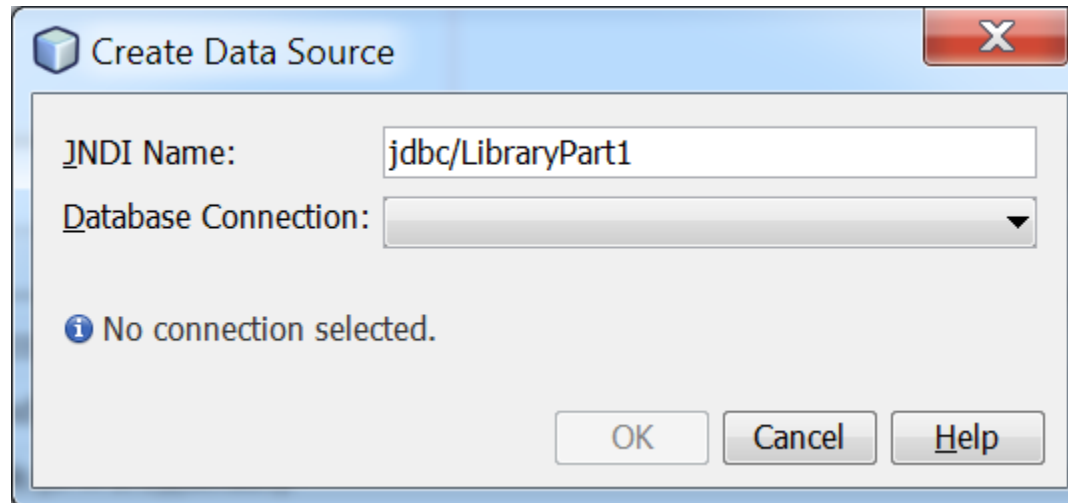 Create Data Source
JNDI Name: jdbc/LibraryPart1
Database Connection:
No connection selected.
OK Cancel Help